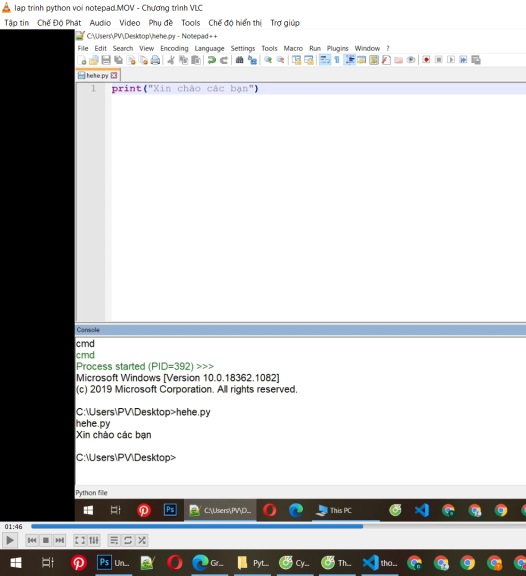 lap trinh python voi notepad.MOV - Chương trình VLC
Tập tin Chế Độ Phát Audio Video Phụ đề Tools Chế độ hiển thị Trợ giúp
C:\Users\PV\Desktop\hehe.py - Notepad++
File Edit Search View Encoding Language Settings Tools Macro Run Plugins Window ?
hehe.py
1 print("Xin chào các bạn")
Console
cmd
cmd
Process started (PID=392) >>>
Microsoft Windows [Version 10.0.18362.1082]
(c) 2019 Microsoft Corporation. All rights reserved.
C:\Users\PV\Desktop>hehe.py
hehe.py
Xin chào các bạn
C:\Users\PV\Desktop>
Python file
Ps C:\Users\PV\D... This PC
01:46
Ps Un... Gr... Pyt... Cy... Th... tho...